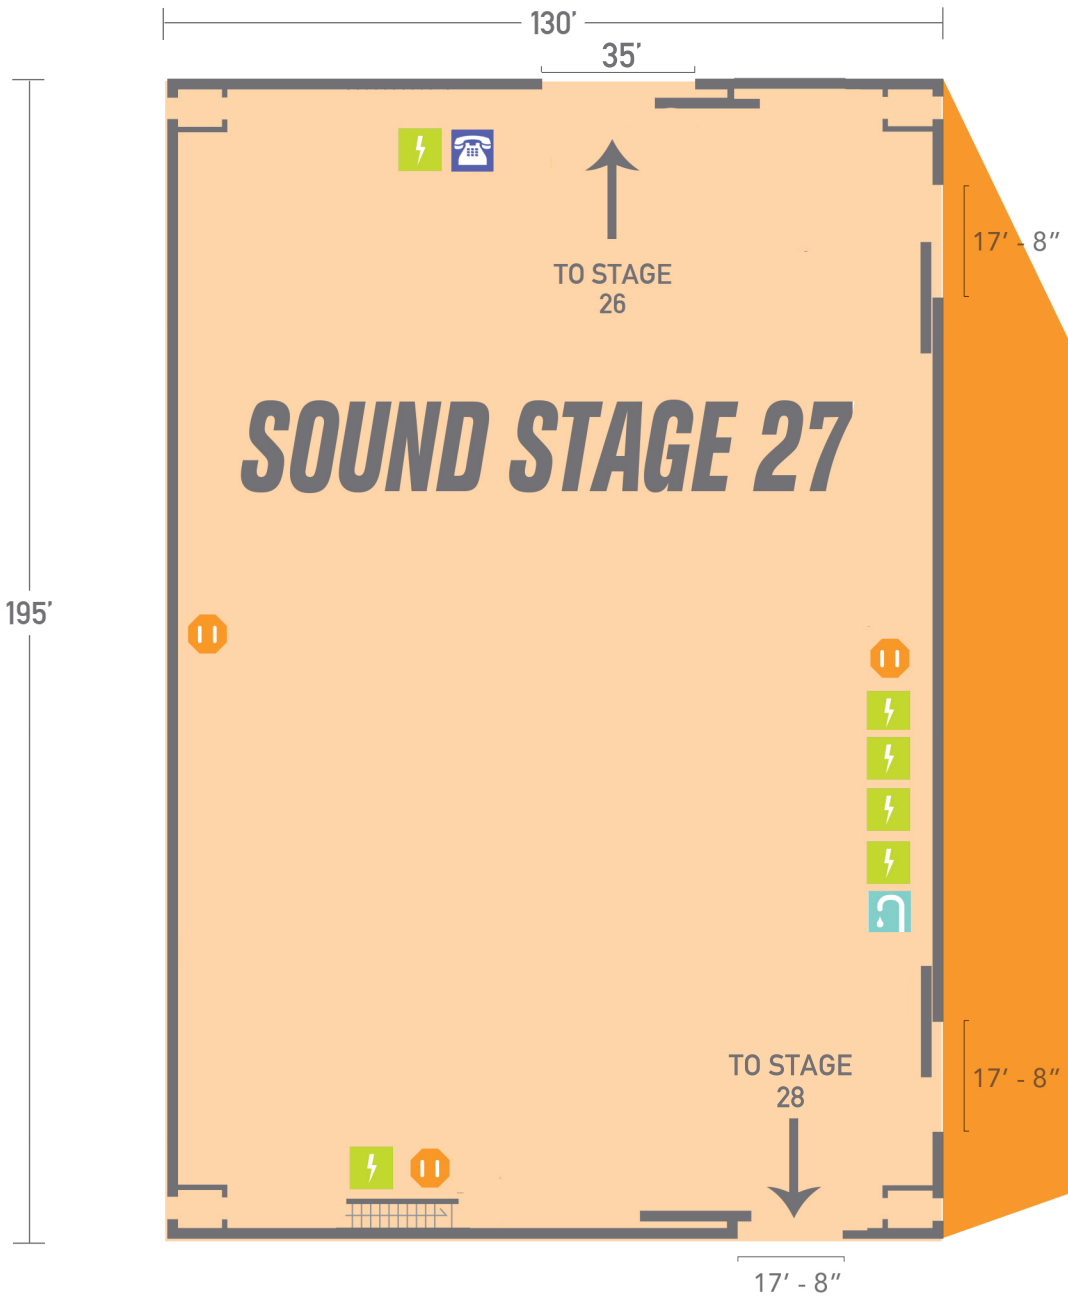 130’
35’
17’ - 8”
TO STAGE
26
SOUND STAGE 27
195’
TO STAGE
28
17’ - 8”
17’ - 8”